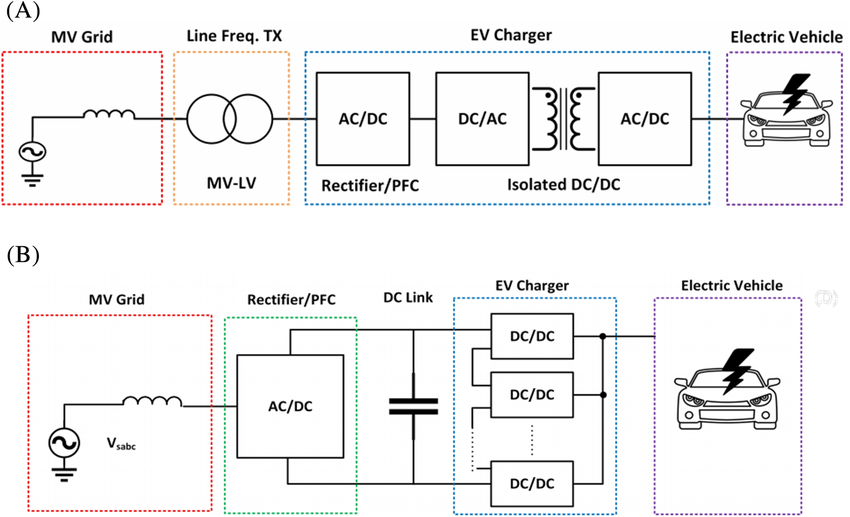 (A)
MV Grid
Line Freq. TX
EV Charger
Electric Vehicle
AC/DC
DC/AC
AC/DC
MV-LV
Rectifier/PFC
Isolated DC/DC
(B)
MV Grid
Rectifier/PFC
DC Link
EV Charger
Electric Vehicle
(D)
DC/DC
DC/DC
AC/DC
Vsabc
DC/DC